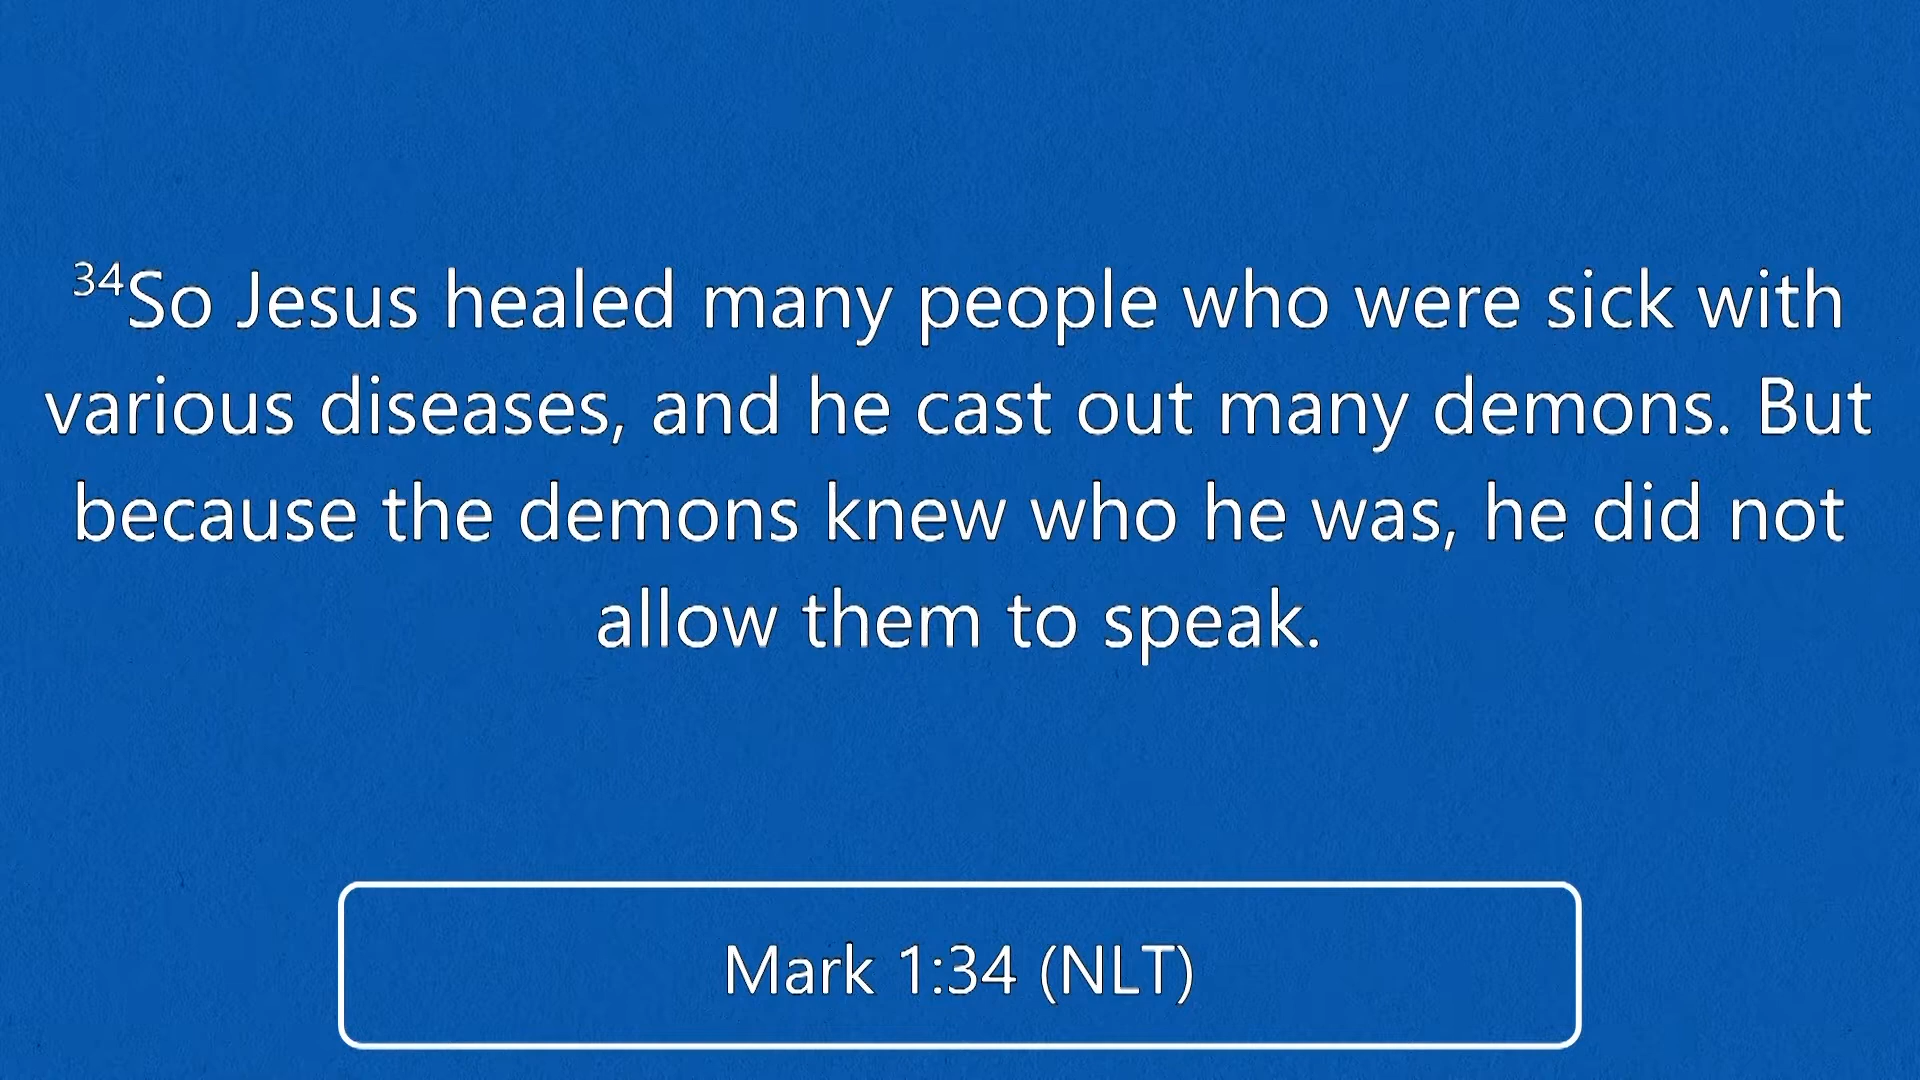 ³⁴So Jesus healed many people who were sick with
various diseases, and he cast out many demons. But
because the demons knew who he was, he did not
allow them to speak.
Mark 1:34 (NLT)